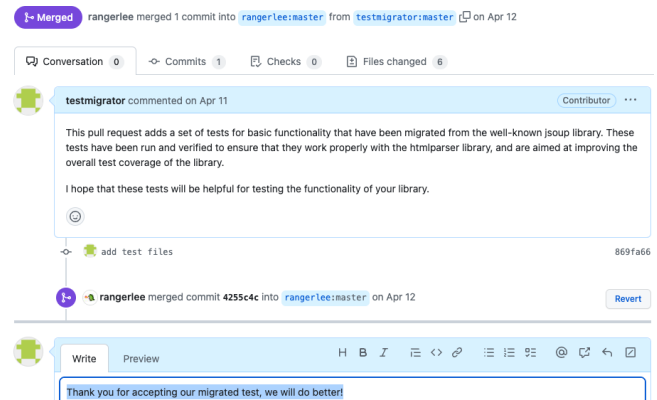 Merged rangerlee merged 1 commit into rangerlee:master from testmigrator:master on Apr 12
Conversation 0 Commits 1 Checks 0 Files changed 6
testmigrator commented on Apr 11 Contributor ...
This pull request adds a set of tests for basic functionality that have been migrated from the well-known jsoup library. These
tests have been run and verified to ensure that they work properly with the htmlparser library, and are aimed at improving the
overall test coverage of the library.
I hope that these tests will be helpful for testing the functionality of your library.
add test files 869fa66
rangerlee merged commit 4255c4c into rangerlee:master on Apr 12 Revert
Write Preview H B I
Thank you for accepting our migrated test, we will do better!